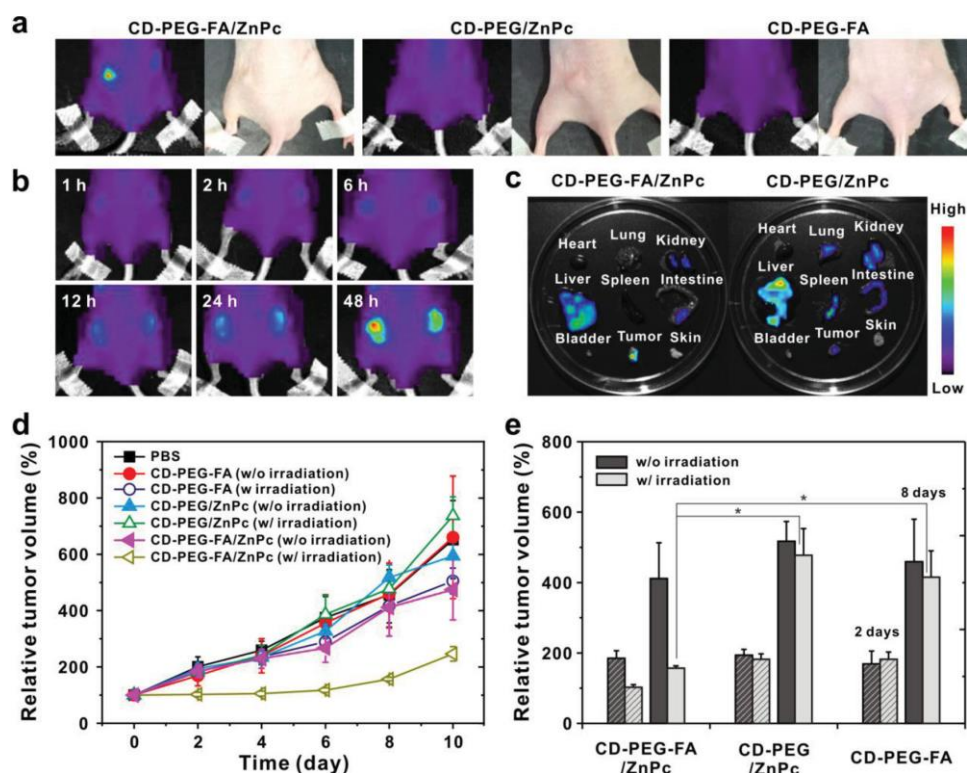 a
CD-PEG-FA/ZnPc
CD-PEG/ZnPc
CD-PEG-FA
b
1 h
2 h
6 h
12 h
24 h
48 h
c
CD-PEG-FA/ZnPc
CD-PEG/ZnPc
Heart
Lung
Kidney
Liver
Spleen
Intestine
Bladder
Tumor
Skin
Heart
Lung
Kidney
Liver
Spleen
Intestine
Bladder
Tumor
Skin
High
Low
d
Relative tumor volume (%)
1000
800
600
400
200
0
PBS
CD-PEG-FA (w/o irradiation)
CD-PEG-FA (w irradiation)
CD-PEG/ZnPc (w/o irradiation)
CD-PEG/ZnPc (w/ irradiation)
CD-PEG-FA/ZnPc (w/o irradiation)
CD-PEG-FA/ZnPc (w/ irradiation)
0 2 4 6 8 10
Time (day)
e
Relative tumor volume (%)
800
600
400
200
0
w/o irradiation
w/ irradiation
*
*
8 days
2 days
CD-PEG-FA
/ZnPc
CD-PEG
/ZnPc
CD-PEG-FA